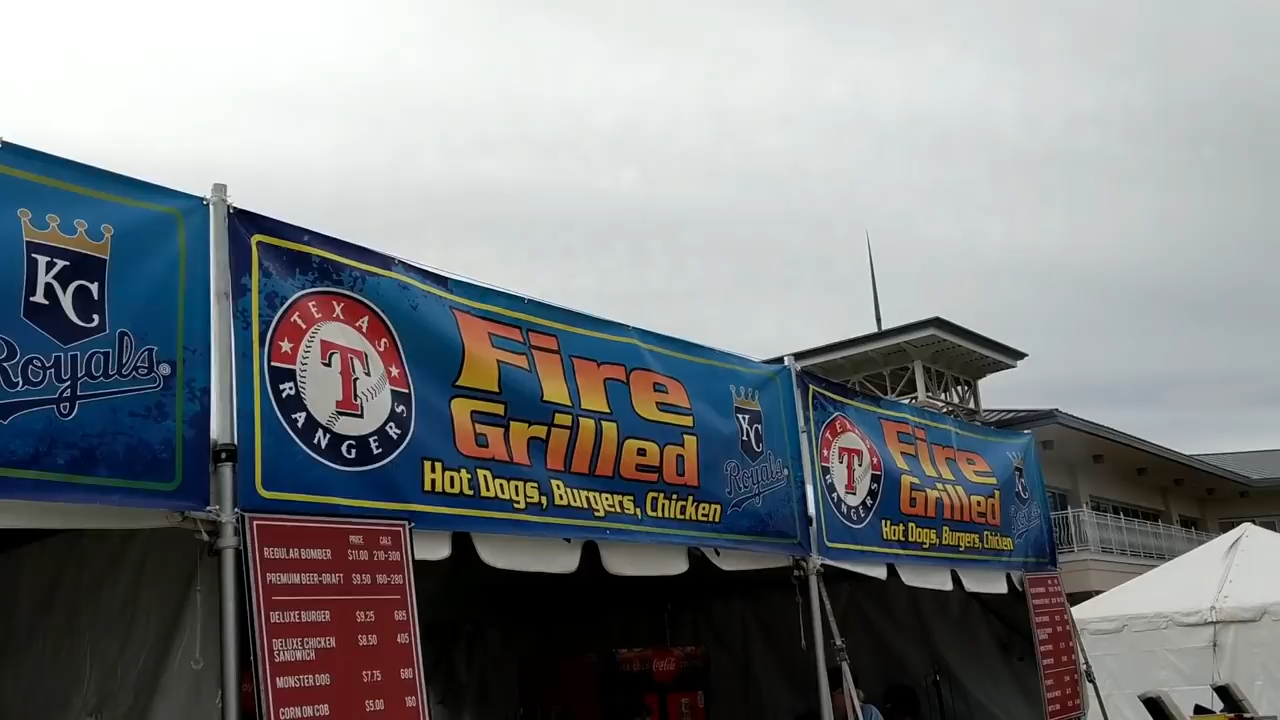 KC
Royals
TEXAS
T
RANGERS
Fire
Grilled
Hot Dogs, Burgers, Chicken
KC
Royals
TEXAS
T
RANGERS
Fire
Grilled
Hot Dogs, Burgers, Chicken
KC
Royals
PRICE CALS
REGULAR BOMBER $11.00 210-300
PREMIUM BEER-DRAFT $9.50 160-280
DELUXE BURGER $9.25 685
DELUXE CHICKEN $8.50 405
SANDWICH
MONSTER DOG $7.75 680
CORN ON COB $5.00 160
Coca-Cola